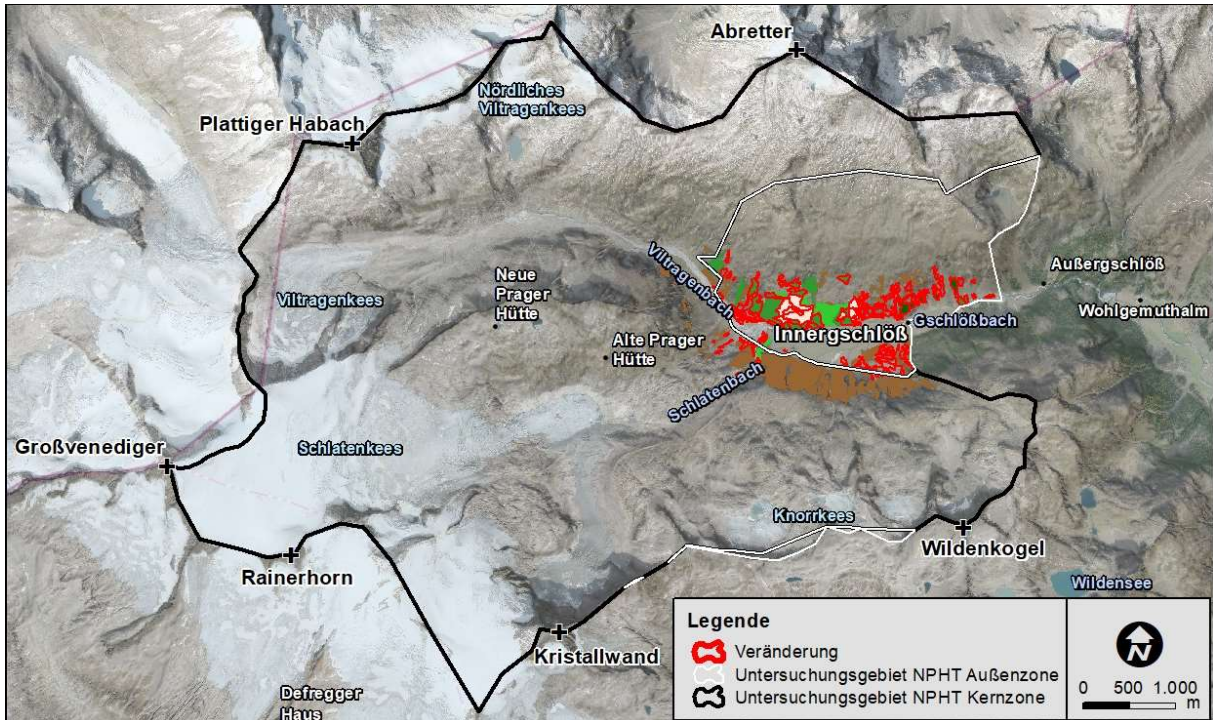 Abretter
Nördliches
Viltragenkees
Plattiger Habach
Viltragenbach
Außergschlöß
Neue
Prager
Hütte
Viltragenkees
Wohlgemuthalm
Gschlößbach
Innergschlöß
Alte Prager
Hütte
Schlatenbach
Großvenediger
Schlatenkees
Knorrkees
Wildenkogel
Rainerhorn
Wildensee
Kristallwand
Defregger
Haus
Legende
Veränderung
Untersuchungsgebiet NPHT Außenzone
Untersuchungsgebiet NPHT Kernzone
N
0 500 1.000
m